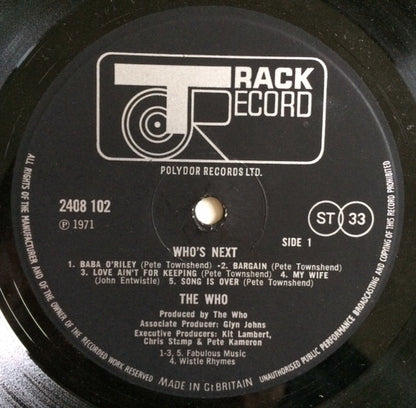 TRACK
RECORD
POLYDOR RECORDS LTD.
2408 102
Ⓟ 1971
ST 33
SIDE 1
WHO'S NEXT
1. BABA O'RILEY (Pete Townshend) •2. BARGAIN (Pete Townshend)
3. LOVE AIN'T FOR KEEPING (Pete Townshend) 4. MY WIFE
(John Entwistle) 5. SONG IS OVER (Pete Townshend)
THE WHO
Produced by The Who
Associate Producer: Glyn Johns
Executive Producers: Kit Lambert,
Chris Stamp & Pete Kameron
1-3, 5. Fabulous Music
4. Wistle Rhymes
ALL RIGHTS OF THE MANUFACTURER AND OF THE OWNER OF THE RECORDED WORK RESERVED
UNAUTHORISED PUBLIC PERFORMANCE BROADCASTING AND COPYING OF THIS RECORD PROHIBITED
MADE IN Gt BRITAIN